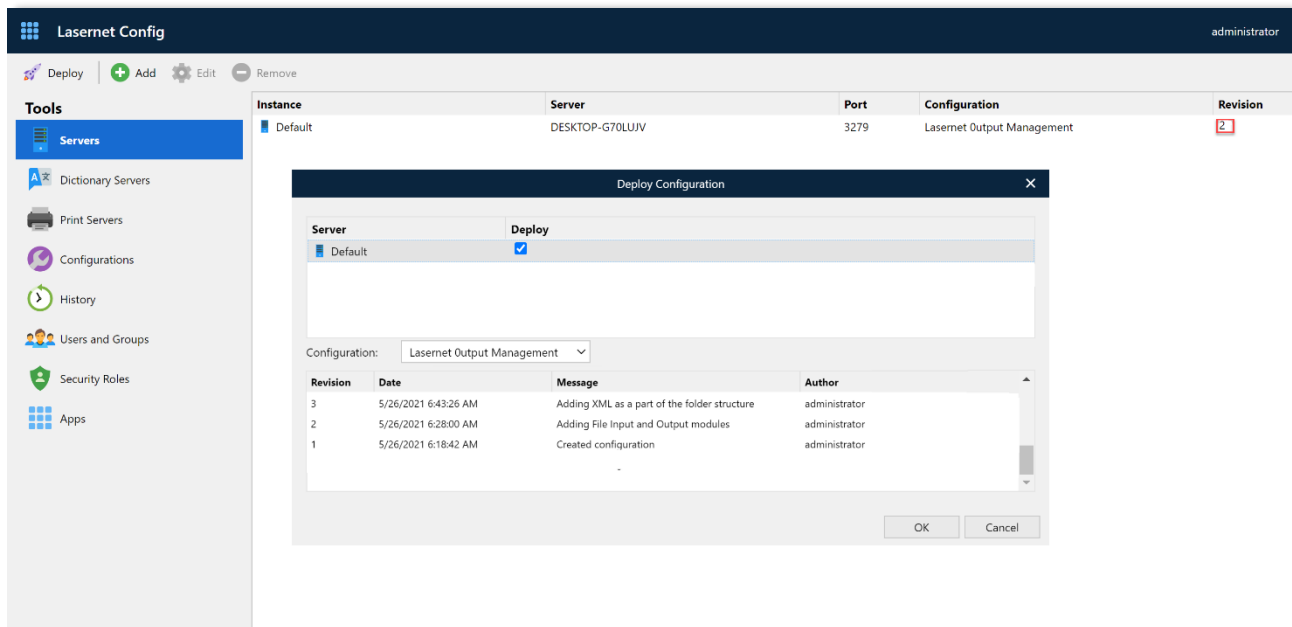 Lasernet Config administrator
Deploy Add Edit Remove
Tools
Servers
Dictionary Servers
Print Servers
Configurations
History
Users and Groups
Security Roles
Apps
Instance Server Port Configuration Revision
Default DESKTOP-G70LUJV 3279 Lasernet 0utput Management 2
Deploy Configuration
Server Deploy
Default
Configuration: Lasernet 0utput Management
Revision Date Message Author
3 5/26/2021 6:43:26 AM Adding XML as a part of the folder structure administrator
2 5/26/2021 6:28:00 AM Adding File Input and Output modules administrator
1 5/26/2021 6:18:42 AM Created configuration administrator
OK Cancel